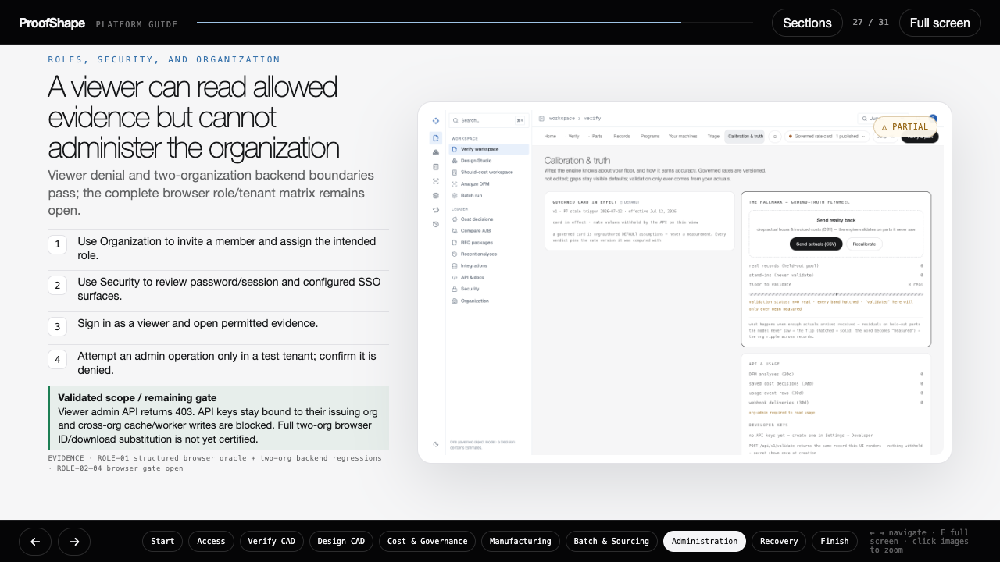 ProofShape PLATFORM GUIDE
Sections
27 / 31
Full screen
ROLES, SECURITY, AND ORGANIZATION
A viewer can read allowed
evidence but cannot
administer the organization
Viewer denial and two-organization backend boundaries
pass; the complete browser role/tenant matrix remains
open.
1 Use Organization to invite a member and assign the intended
role.
2 Use Security to review password/session and configured SSO
surfaces.
3 Sign in as a viewer and open permitted evidence.
4 Attempt an admin operation only in a test tenant; confirm it is
denied.
Validated scope / remaining gap
Viewer admin API returns 403. API keys stay bound to their issuing org
and cross-org cache/worker writes are blocked. Full two-org browser
ID/download substitution is not yet certified.
EVIDENCE · ROLE-01 structured browser voice + two-org backend regressions
· ROLE-02-04 browser gate open
△ PARTIAL
Search…
⌘K
WORKSPACE
Verify workspace
Design Studio
Should-cost workspace
Analyze DFM
Batch run
LEDGER
Cost decisions
Compare A/B
RFQ packages
Recent analyses
Integrations
API & docs
Security
Organization
workspace > verify
Home Verify Parts Records Programs Your machines Triage Calibration & truth
Governed rate card · 1 published
Calibration & truth
What the engine knows about your floor, and how it earns accuracy. Governed rates are versioned,
not edited; gaps stay visible defaults; validation only ever comes from your actuals.
GOVERNED CARD IN EFFECT ○ DEFAULT
card in effect · rate values withheld by the API on this view
a governed card is org-authored DEFAULT assumptions — never a measurement. Every
verdict pins the rate version it was computed with.
THE HALLMARK — GROUND-TRUTH FLYWHEEL
Send reality back
drop actual hours & invoiced costs (CSV) — the engine validates on parts it never saw
Send actuals (CSV)
Recalibrate
real records (held-out pool) 0
stand-ins (never validate) 0
floor to validate 8 real
validation status: n=0 real · every band hatched · "validated" here will
only ever mean measured
what happens when enough actuals arrive: received → residuals on held-out parts
the model never saw → the flip (hatched → solid, the word becomes "measured") →
the org ripple across records.
API & USAGE
DFM analyses (30d) 0
saved cost decisions (30d) 0
usage-event rows (30d) 0
webhook deliveries (30d) 0
org-admin required to read usage
DEVELOPER KEYS
no API keys yet — create one in Settings → Developer
POST /api/v1/validate returns the same record this UI renders — nothing withheld
· secret shown once at creation
Start
Access
Verify CAD
Design CAD
Cost & Governance
Manufacturing
Batch & Sourcing
Administration
Recovery
Finish
← → navigate · F full
screen · click images
to zoom